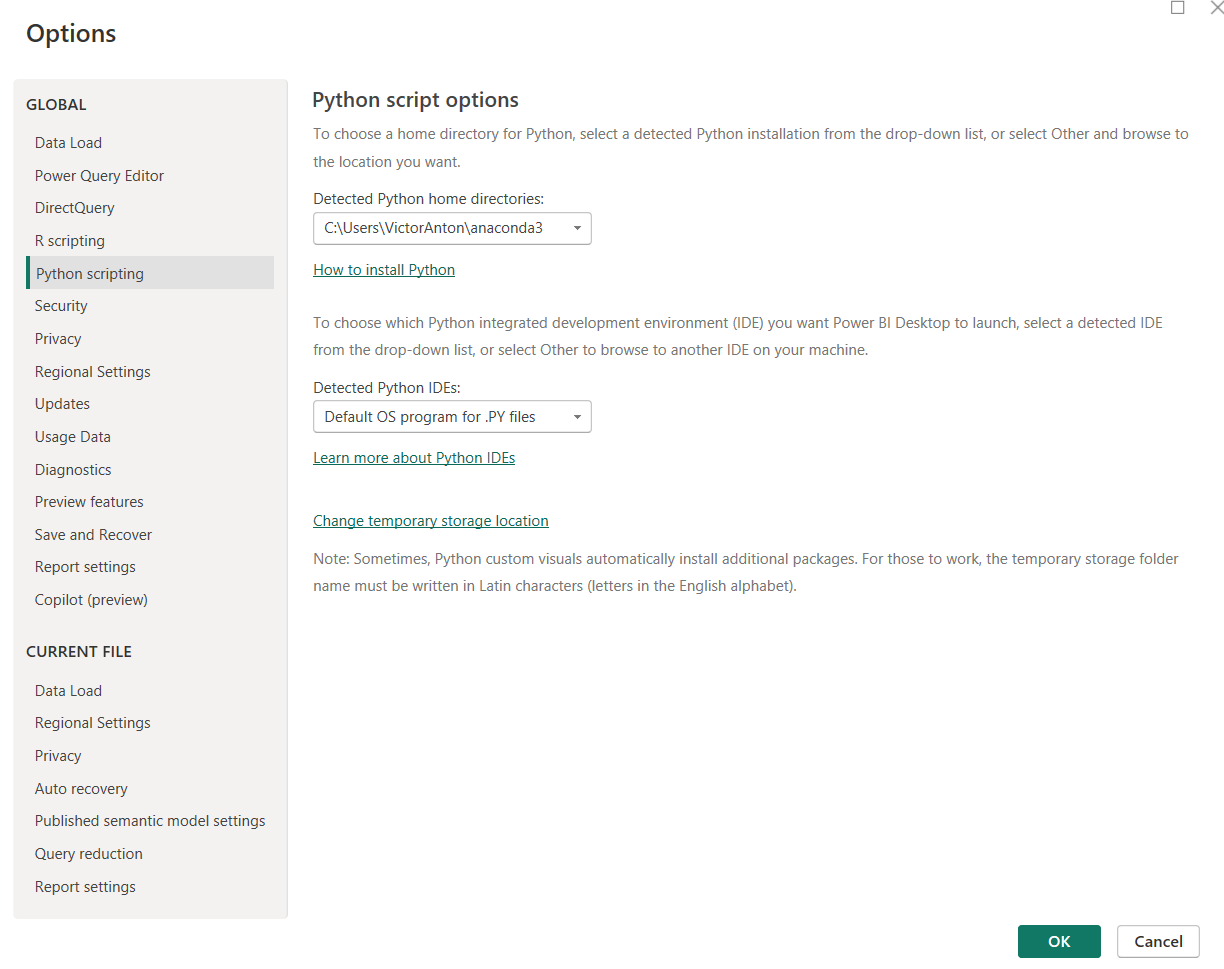 Options
GLOBAL
Data Load
Power Query Editor
DirectQuery
R scripting
Python scripting
Security
Privacy
Regional Settings
Updates
Usage Data
Diagnostics
Preview features
Save and Recover
Report settings
Copilot (preview)
CURRENT FILE
Data Load
Regional Settings
Privacy
Auto recovery
Published semantic model settings
Query reduction
Report settings
Python script options
To choose a home directory for Python, select a detected Python installation from the drop-down list, or select Other and browse to
the location you want.
Detected Python home directories:
C:\Users\VictorAnton\anaconda3
How to install Python
To choose which Python integrated development environment (IDE) you want Power BI Desktop to launch, select a detected IDE
from the drop-down list, or select Other to browse to another IDE on your machine.
Detected Python IDEs:
Default OS program for .PY files
Learn more about Python IDEs
Change temporary storage location
Note: Sometimes, Python custom visuals automatically install additional packages. For those to work, the temporary storage folder
name must be written in Latin characters (letters in the English alphabet).
OK
Cancel